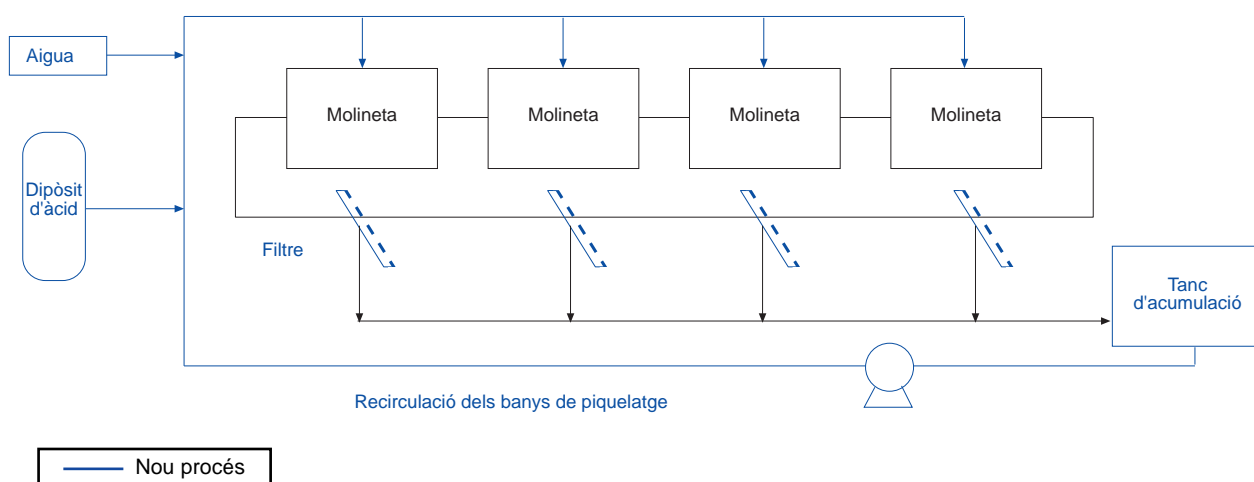 Aigua
Molineta
Molineta
Molineta
Molineta
Dipòsit
d'àcid
Filtre
Tanc
d'acumulació
Recirculació dels banys de piquelatge
Nou procés